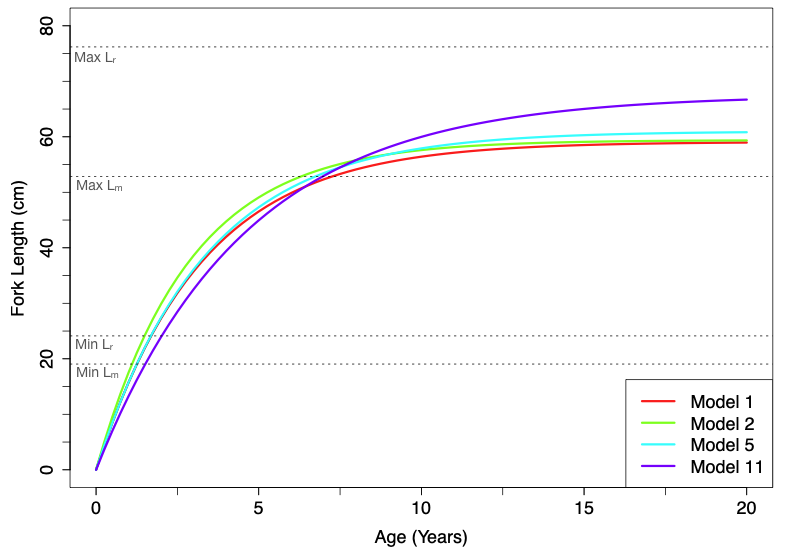 80
Max Lᵣ
60
Max Lₘ
40
Min Lᵣ
20
Min Lₘ
0
Fork Length (cm)
Model 1
Model 2
Model 5
Model 11
0 5 10 15 20
Age (Years)